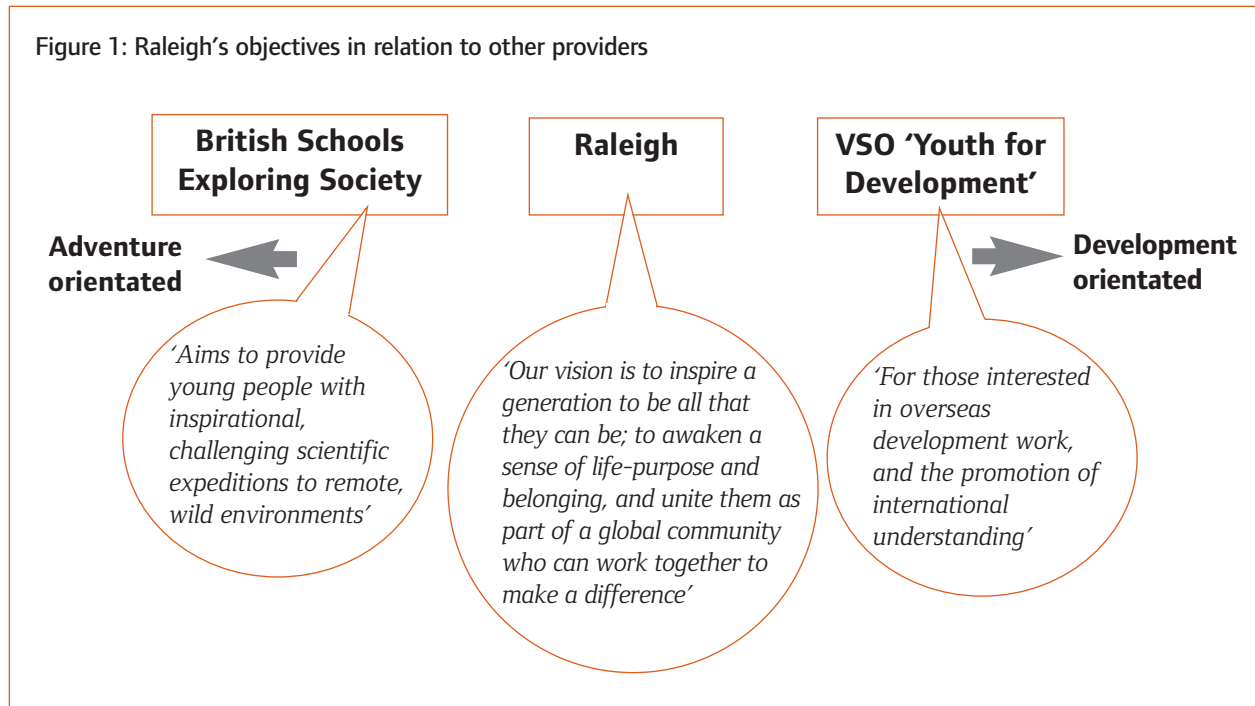 Figure 1: Raleigh’s objectives in relation to other providers
British Schools
Exploring Society
Raleigh
VSO ‘Youth for
Development’
Adventure
orientated
Development
orientated
‘Aims to provide
young people with
inspirational,
challenging scientific
expeditions to remote,
wild environments’
‘Our vision is to inspire a
generation to be all that
they can be; to awaken a
sense of life-purpose and
belonging, and unite them as
part of a global community
who can work together to
make a difference’
‘For those interested
in overseas
development work,
and the promotion of
international
understanding’